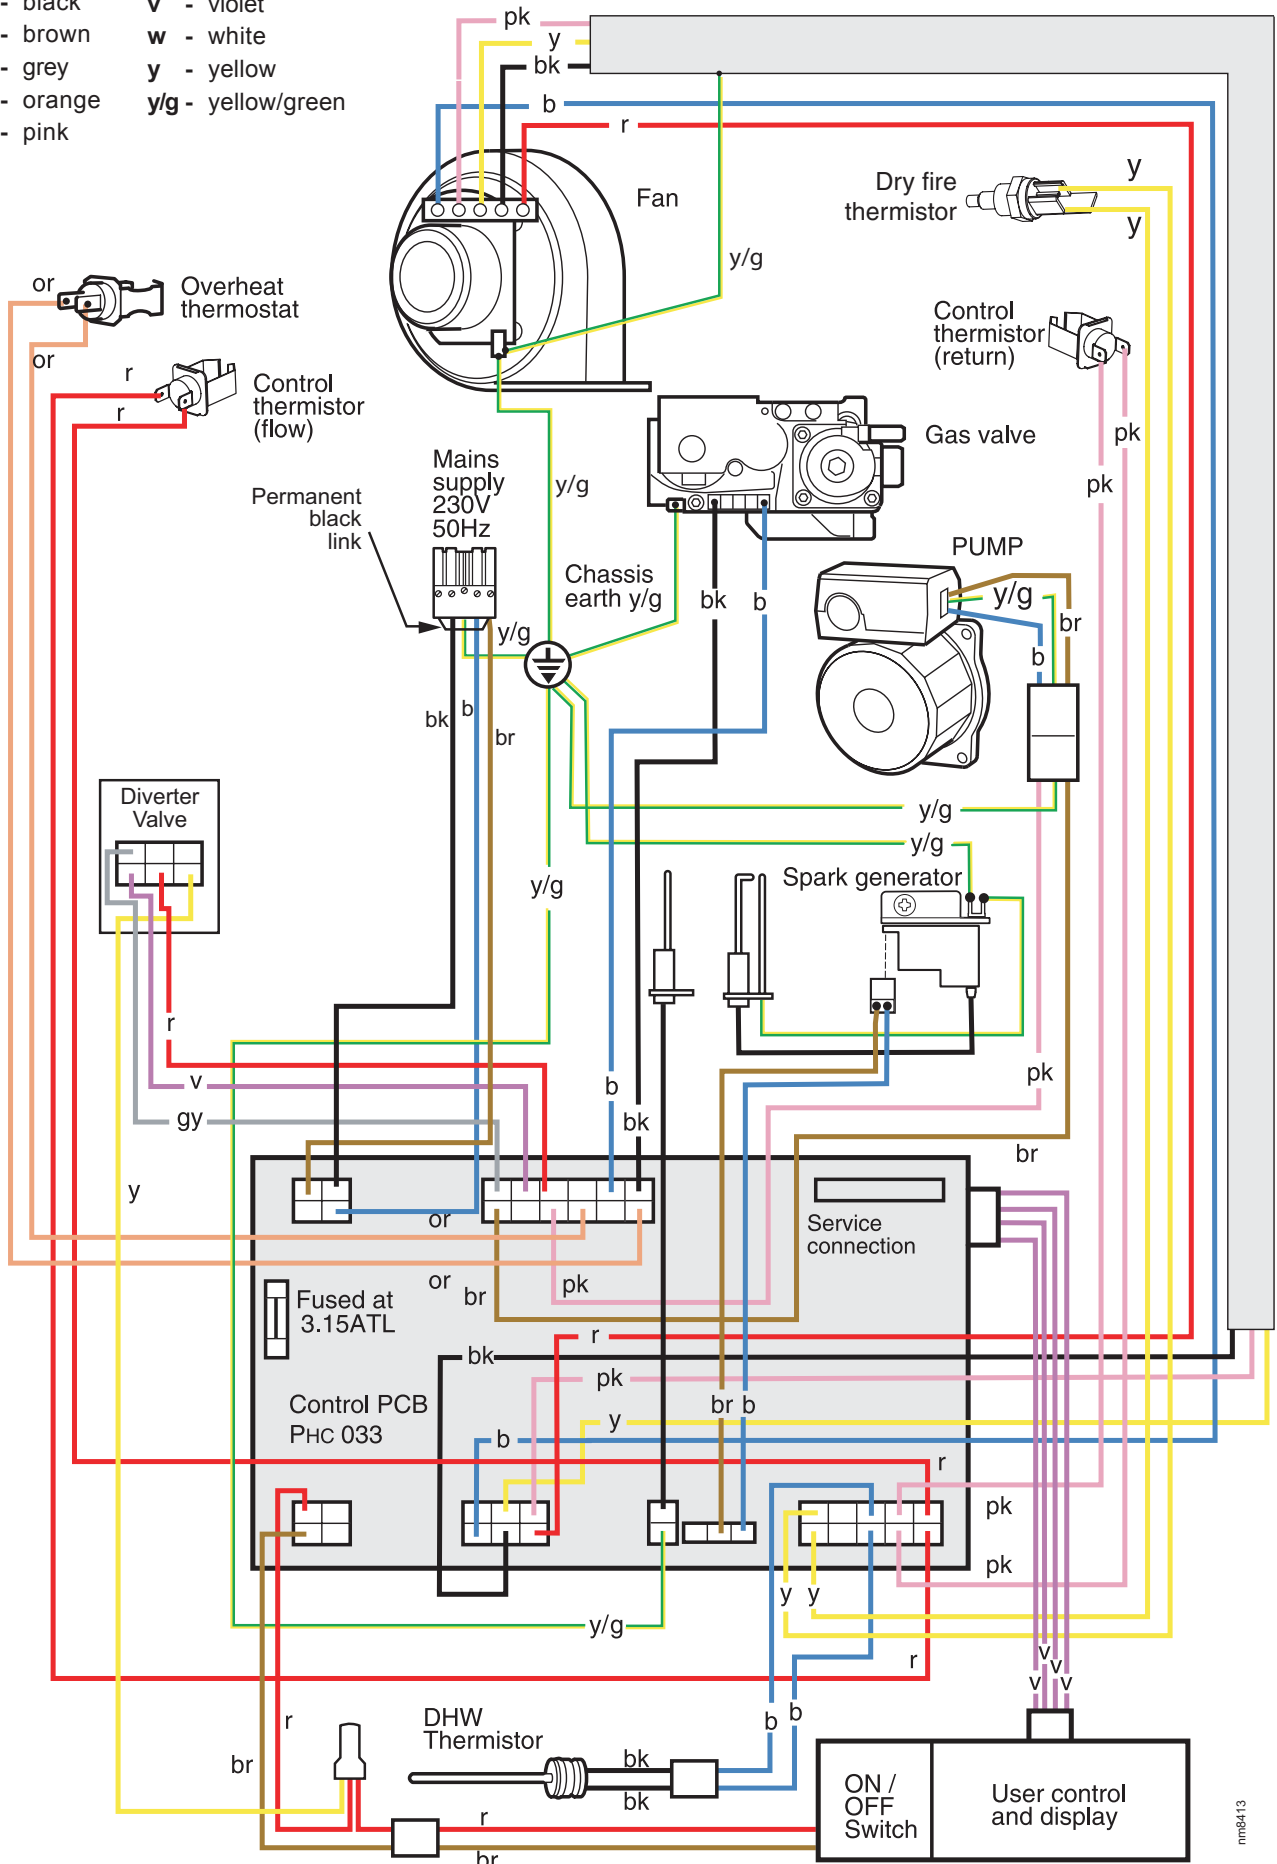 - black v - violet
- brown w - white
- grey y - yellow
- orange y/g - yellow/green
- pink
pk
y
bk
b
r
Fan
Dry fire
thermistor
y
y
y/g
or
Overheat
thermostat
or
Control
thermistor
(return)
r
r
Control
thermistor
(flow)
Gas valve
pk
pk
Mains
supply
230V
50Hz
Permanent
black
link
y/g
PUMP
Chassis
earth y/g
bk
b
y/g
br
y/g
b
bk
b
br
Diverter
Valve
y/g
y/g
y/g
Spark generator
r
v
gy
b
bk
pk
br
y
or
Service
connection
or
br
pk
Fused at
3.15ATL
r
bk
pk
Control PCB
PHC 033
br b
y
b
r
pk
pk
y y
y/g
r
v
v
v
v
r
DHW
Thermistor
b
b
br
bk
bk
ON /
OFF
Switch
User control
and display
r
br
nm8413